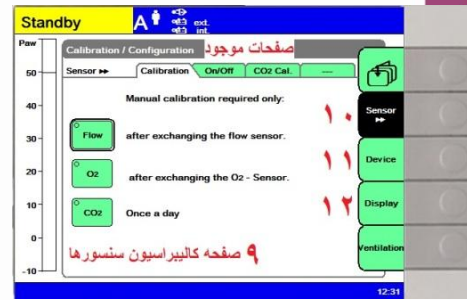 Standby
A
ext.
int.
Paw
Calibration / Configuration صفحات موجود
Sensor ▸▸ Calibration On/Off CO2 Cal. ----
Manual calibration required only:
Flow after exchanging the flow sensor.
O2 after exchanging the O2 - Sensor.
CO2 Once a day
۹ صفحه کالیبراسیون سنسورها
50
40
30
20
10
0
-10
۱۰ Sensor ▸▸
۱۱ Device
۱۲ Display
Ventilation
12:31